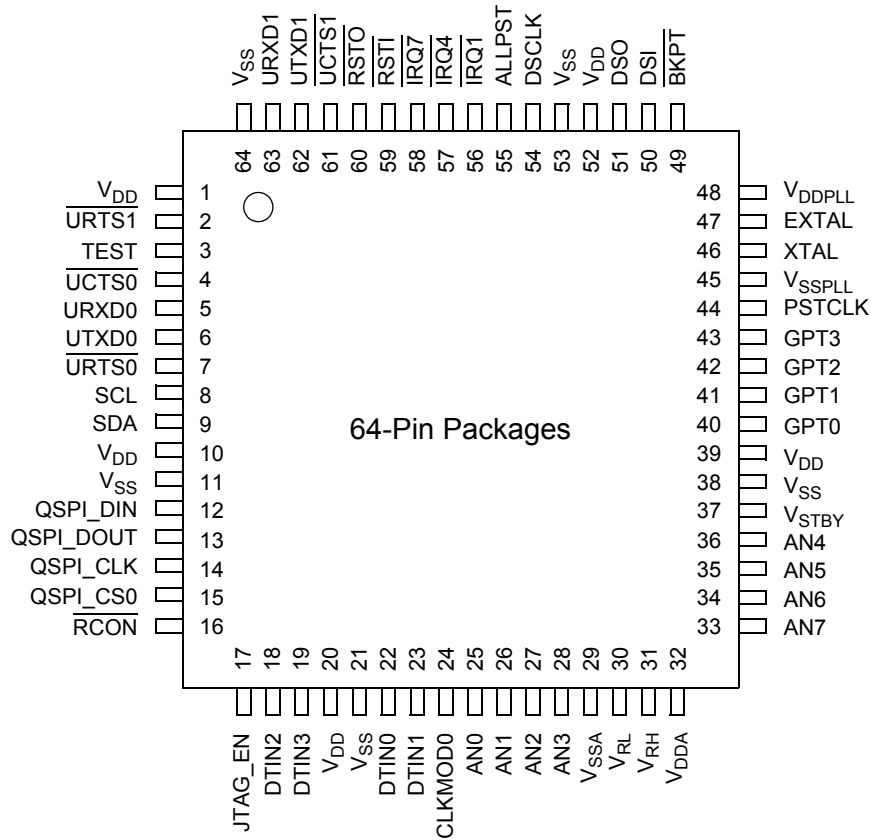 VSS URXD1 UTXD1 UCTS1 RSTO RSTI IRQ7 IRQ4 IRQ1 ALLPST DSCLK VSS VDD DSO DSI BKPT
64 63 62 61 60 59 58 57 56 55 54 53 52 51 50 49
VDD 1 48 VDDPLL
URTS1 2 47 EXTAL
TEST 3 46 XTAL
UCTS0 4 45 VSSPLL
URXD0 5 44 PSTCLK
UTXD0 6 43 GPT3
URTS0 7 42 GPT2
SCL 8 41 GPT1
SDA 9 64-Pin Packages 40 GPT0
VDD 10 39 VDD
VSS 11 38 VSS
QSPI_DIN 12 37 VSTBY
QSPI_DOUT 13 36 AN4
QSPI_CLK 14 35 AN5
QSPI_CS0 15 34 AN6
RCON 16 33 AN7
17 18 19 20 21 22 23 24 25 26 27 28 29 30 31 32
JTAG_EN DTIN2 DTIN3 VDD VSS DTIN0 DTIN1 CLKMOD0 AN0 AN1 AN2 AN3 VSSA VRL VRH VDDA